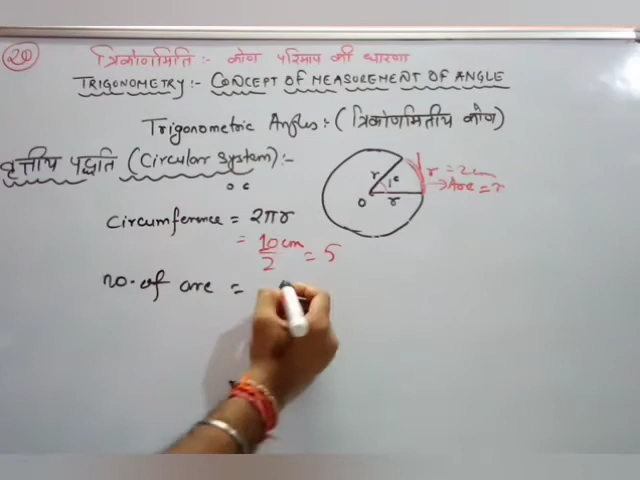 20
त्रिकोणमिति :- कोण परिमाप की धारणा
TRIGONOMETRY :- CONCEPT OF MEASUREMENT OF ANGLE
Trigonometric Angles :- (त्रिकोणमितीय कोण)
वृत्तीय पद्धति (Circular System) :-
o c
r 1c
O r
r = 2cm
→ Arc = r
Circumference = 2πr
= 10cm/2 = 5
no. of arc =